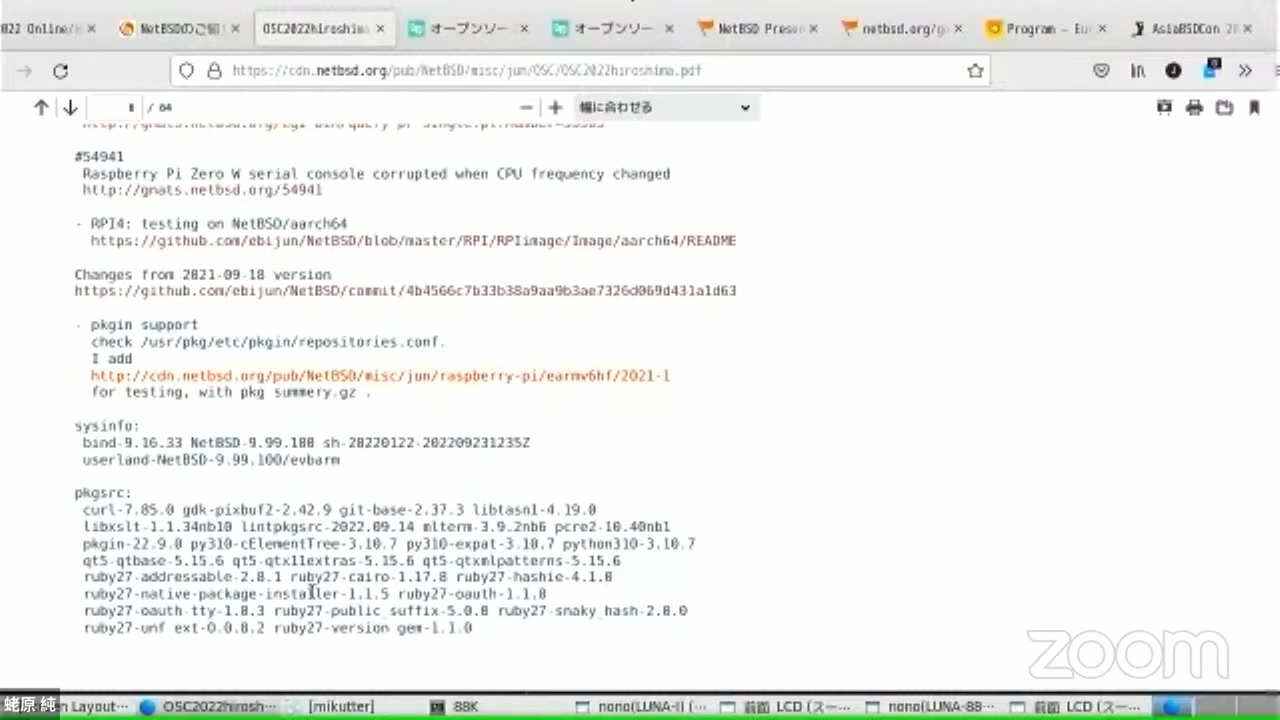 022 Online/H
NetBSDのご紹
OSC2022hiroshima
オープンソー
オープンソー
NetBSD Presen
netbsd.org/g
Program – Eu
AsiaBSDCon 20
https://cdn.netbsd.org/pub/NetBSD/misc/jun/OSC/OSC2022hiroshima.pdf
8 / 64
幅に合わせる
#54941
Raspberry Pi Zero W serial console corrupted when CPU frequency changed
http://gnats.netbsd.org/54941
- RPI4: testing on NetBSD/aarch64
https://github.com/ebijun/NetBSD/blob/master/RPI/RPIimage/Image/aarch64/README
Changes from 2021-09-18 version
https://github.com/ebijun/NetBSD/commit/4b4566c7b33b38a9aa9b3ae7326d069d431a1d63
- pkgin support
check /usr/pkg/etc/pkgin/repositories.conf.
I add
http://cdn.netbsd.org/pub/NetBSD/misc/jun/raspberry-pi/earmv6hf/2021-1
for testing, with pkg summery.gz .
sysinfo:
bind-9.16.33 NetBSD-9.99.100 sh-20220122-202209231235Z
userland-NetBSD-9.99.100/evbarm
pkgsrc:
curl-7.85.0 gdk-pixbuf2-2.42.9 git-base-2.37.3 libtasn1-4.19.0
libxslt-1.1.34nb10 lintpkgsrc-2022.09.14 mlterm-3.9.2nb6 pcre2-10.40nb1
pkgin-22.9.0 py310-cElementTree-3.10.7 py310-expat-3.10.7 python310-3.10.7
qt5-qtbase-5.15.6 qt5-qtx11extras-5.15.6 qt5-qtxmlpatterns-5.15.6
ruby27-addressable-2.8.1 ruby27-cairo-1.17.8 ruby27-hashie-4.1.0
ruby27-native-package-installer-1.1.5 ruby27-oauth-1.1.0
ruby27-oauth-tty-1.0.3 ruby27-public_suffix-5.0.0 ruby27-snaky_hash-2.0.0
ruby27-unf ext-0.0.8.2 ruby27-version gem-1.1.0
zoom
蛯原 純
n Layout…
OSC2022hirosh…
[mikutter]
88K
nono(LUNA-I) (…
前面 LCD (スー…
nono(LUNA-88…
前面 LCD (スー…